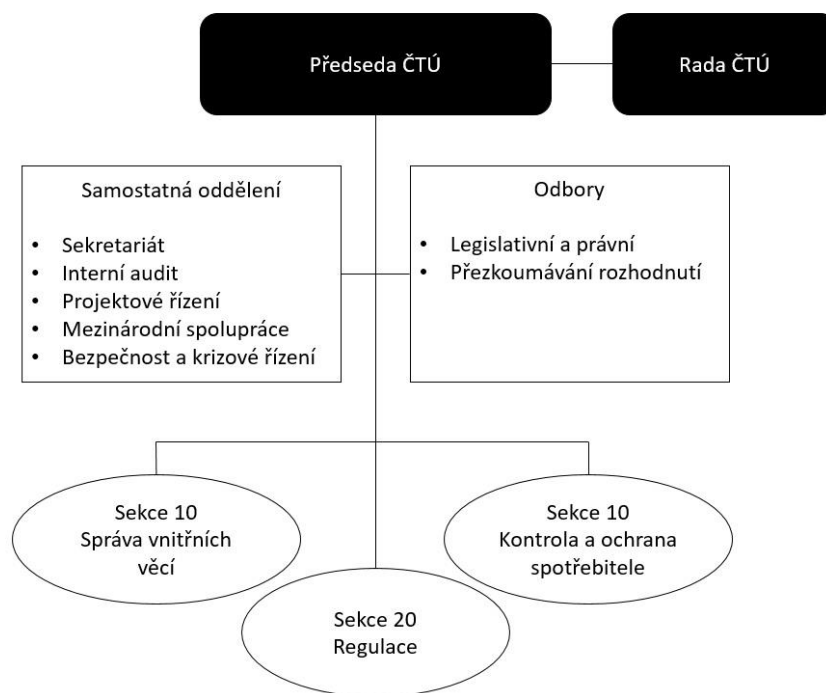 Předseda ČTÚ
Rada ČTÚ
Samostatná oddělení
• Sekretariát
• Interní audit
• Projektové řízení
• Mezinárodní spolupráce
• Bezpečnost a krizové řízení
Odbory
• Legislativní a právní
• Přezkoumávání rozhodnutí
Sekce 10
Správa vnitřních
věcí
Sekce 20
Regulace
Sekce 10
Kontrola a ochrana
spotřebitele